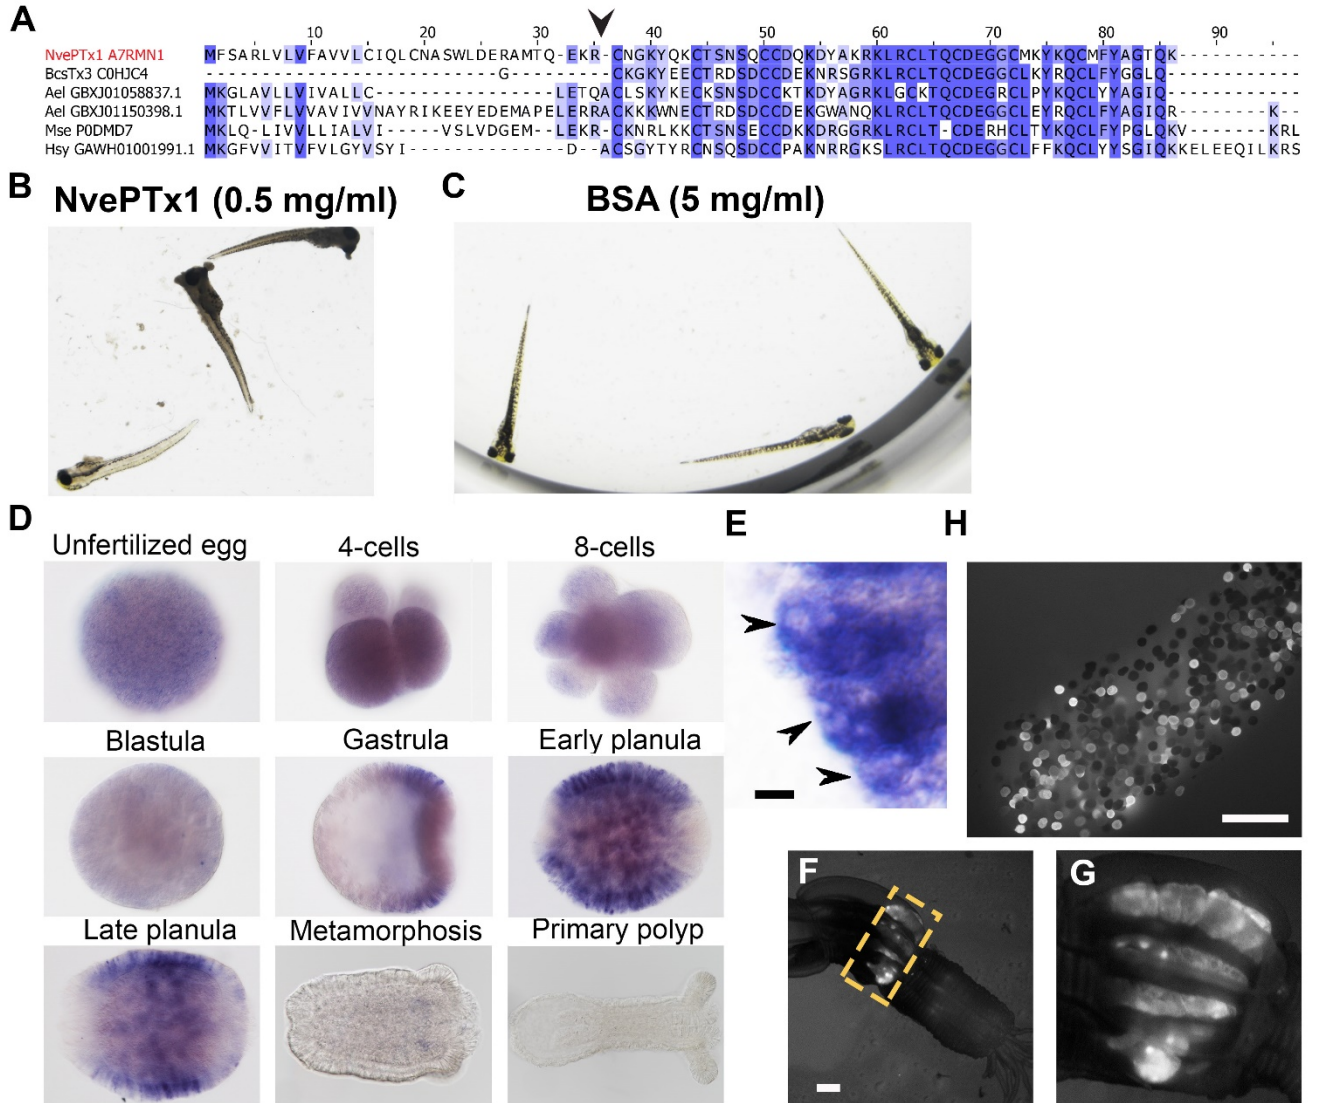 A
10 20 30 40 50 60 70 80 90
NvePTx1 A7RMN1 MFSARLVLVFAVVLCIQLCNASWLDERAMTQ-EKR-CNGKYQKCTSNSQCCDQKDYAKRKLRCLTQCDEGGCMKYKQCMFYAGTQK-----------
BcsTx3 C0HJC4 --------------------------G---------CKGKYEECTRDSDCCDEKNRSGRKLRCLTQCDEGGCLKYRQCLFYGGLQ------------
Ael GBXJ01058837.1 MKGLAVLLVIVALLC----------------LETQACLSKYKECKSNSDCCKTKDYAGRKLGCKTQCDEGRCLPYKQCLFYAGIQ------------
Ael GBXJ01150398.1 MKTLVVFLFVAVIVVNAYRIKEEYEDEMAPELERRACKKKWNECTRDSDCCDEKGWANQKLRCLTQCDEGGCLEYRQCLFYAGIQR--------K--
Mse P0DMD7 MKLQ-LIVVLLIALVI-----VSLVDGEM--LEKR-CKNRLKKCTSNSECCDKKDRGGRKLRCLT-CDERHCLTYKQCLFYPGLQKV-------KRL
Hsy GAWH01001991.1 MKGFVVITVFVLGYVSYI--------------D--ACSGYTYRCNSQSDCCPAKNRRGKSLRCLTQCDEGGCLFFKQCLYYSGIQKKELEEQILKRS
B NvePTx1 (0.5 mg/ml)
C BSA (5 mg/ml)
D
Unfertilized egg 4-cells 8-cells
Blastula Gastrula Early planula
Late planula Metamorphosis Primary polyp
E
H
F
G